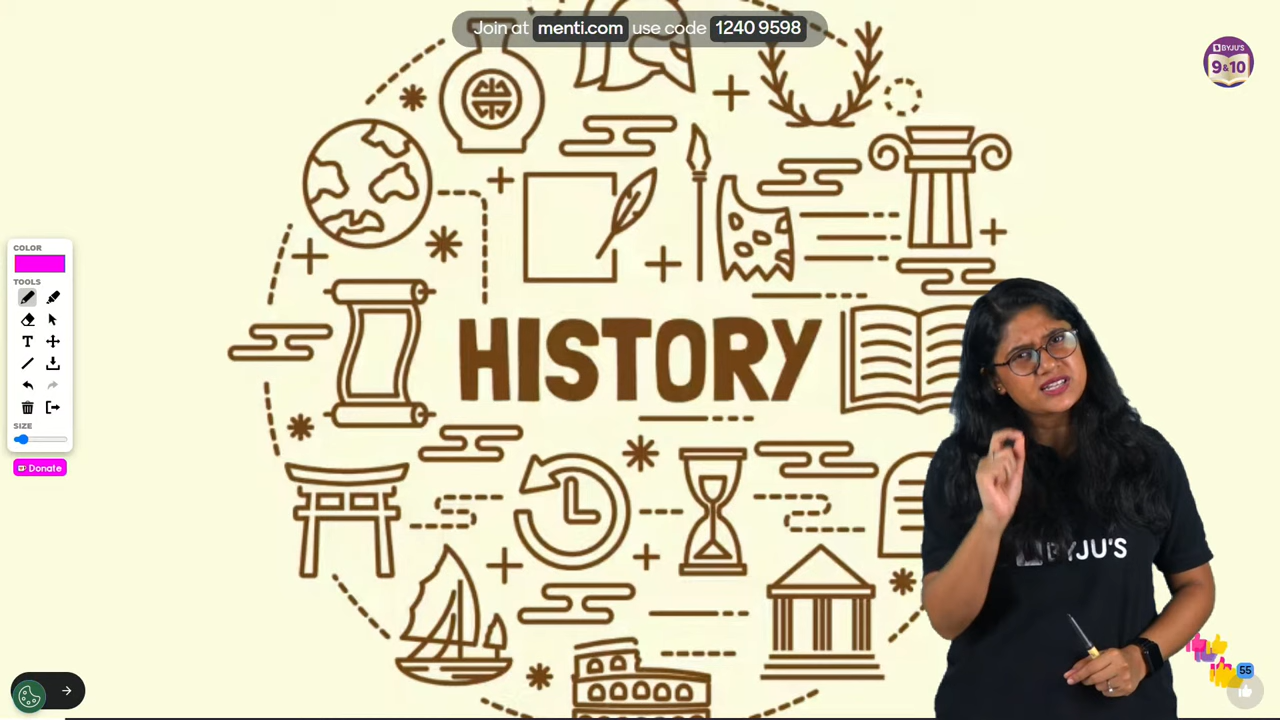 Join at menti.com use code 1240 9598
BYJU'S
9&10
COLOR
TOOLS
T
SIZE
Donate
HISTORY
BYJU'S
55